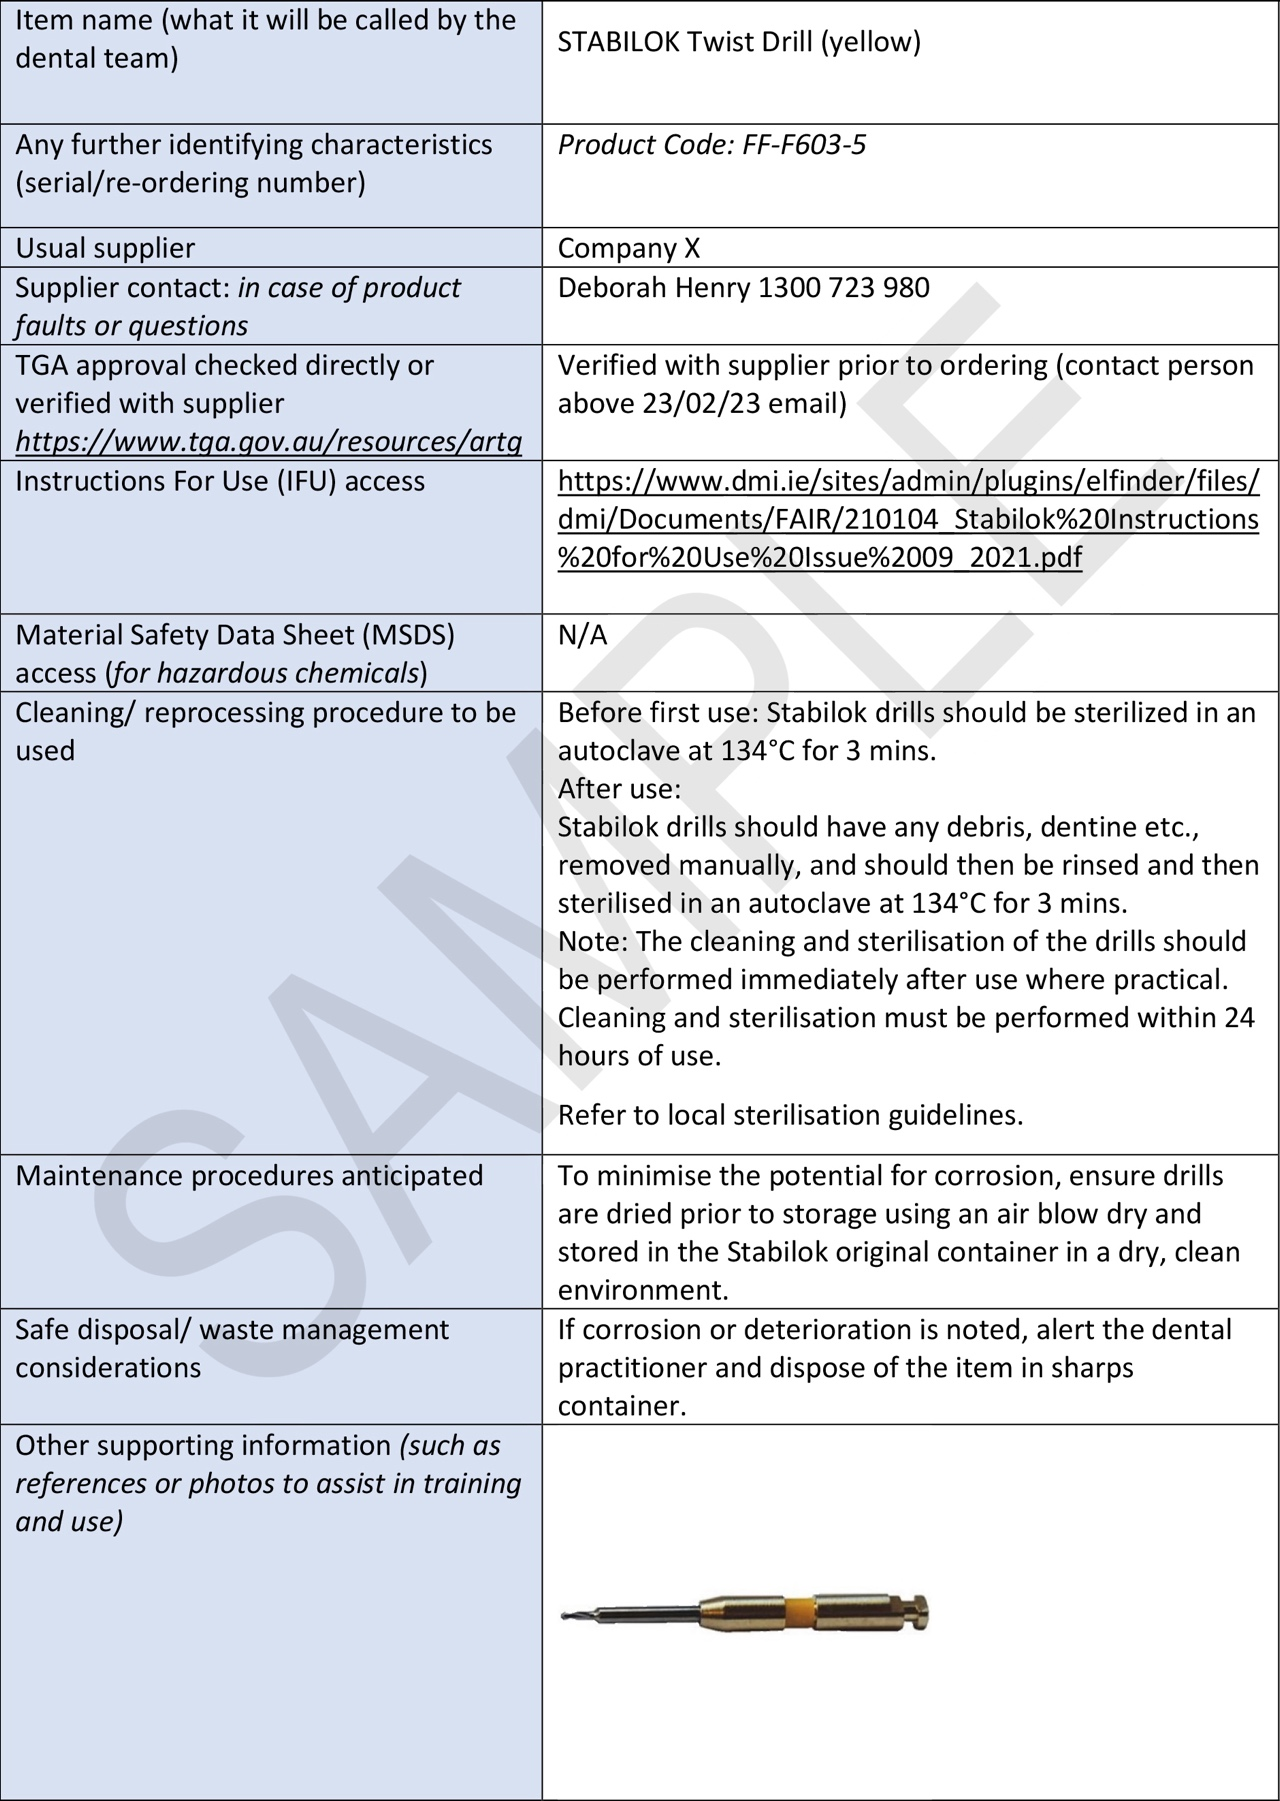 Item name (what it will be called by the
dental team)
STABILOK Twist Drill (yellow)
Any further identifying characteristics
(serial/re-ordering number)
Product Code: FF-F603-5
Usual supplier
Company X
Supplier contact: in case of product
faults or questions
Deborah Henry 1300 723 980
TGA approval checked directly or
verified with supplier
https://www.tga.gov.au/resources/artg
Verified with supplier prior to ordering (contact person
above 23/02/23 email)
Instructions For Use (IFU) access
https://www.dmi.ie/sites/admin/plugins/elfinder/files/
dmi/Documents/FAIR/210104_Stabilok%20Instructions
%20for%20Use%20Issue%2009_2021.pdf
Material Safety Data Sheet (MSDS)
access (for hazardous chemicals)
N/A
Cleaning/ reprocessing procedure to be
used
Before first use: Stabilok drills should be sterilized in an
autoclave at 134°C for 3 mins.
After use:
Stabilok drills should have any debris, dentine etc.,
removed manually, and should then be rinsed and then
sterilised in an autoclave at 134°C for 3 mins.
Note: The cleaning and sterilisation of the drills should
be performed immediately after use where practical.
Cleaning and sterilisation must be performed within 24
hours of use.
Refer to local sterilisation guidelines.
Maintenance procedures anticipated
To minimise the potential for corrosion, ensure drills
are dried prior to storage using an air blow dry and
stored in the Stabilok original container in a dry, clean
environment.
Safe disposal/ waste management
considerations
If corrosion or deterioration is noted, alert the dental
practitioner and dispose of the item in sharps
container.
Other supporting information (such as
references or photos to assist in training
and use)
SAMPLE